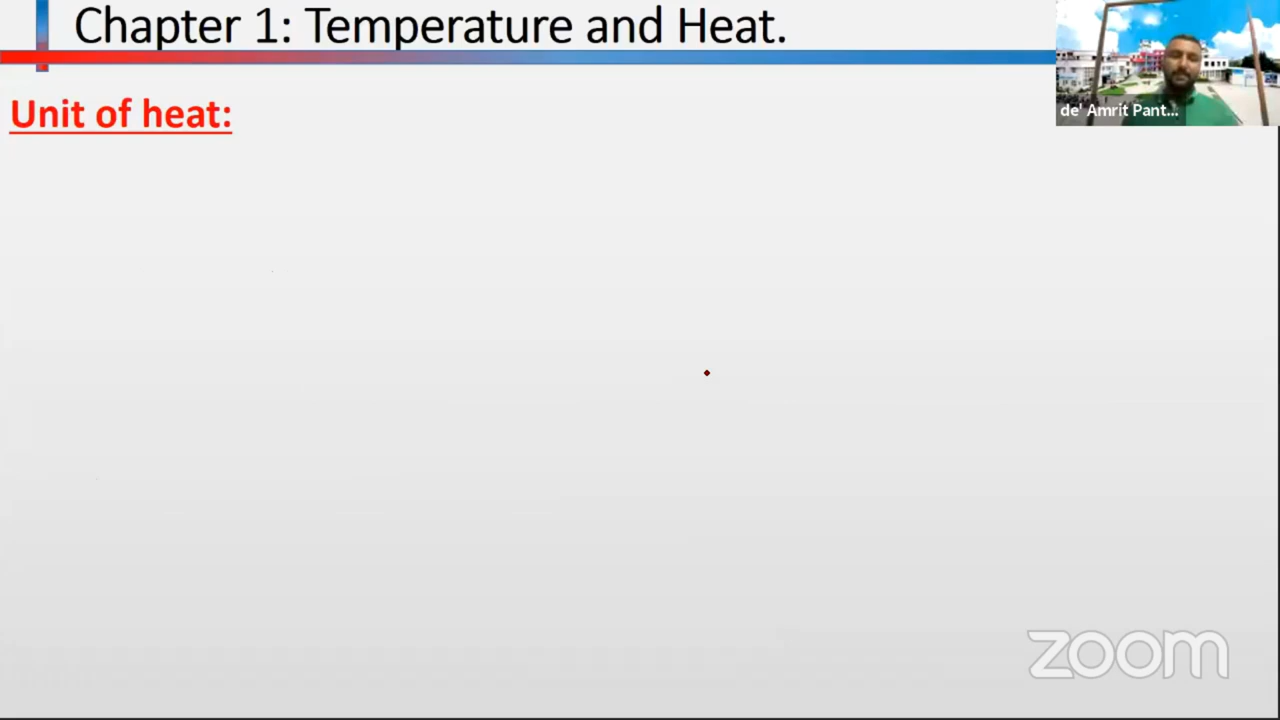 Chapter 1: Temperature and Heat.
de' Amrit Pant...
Unit of heat:
zoom